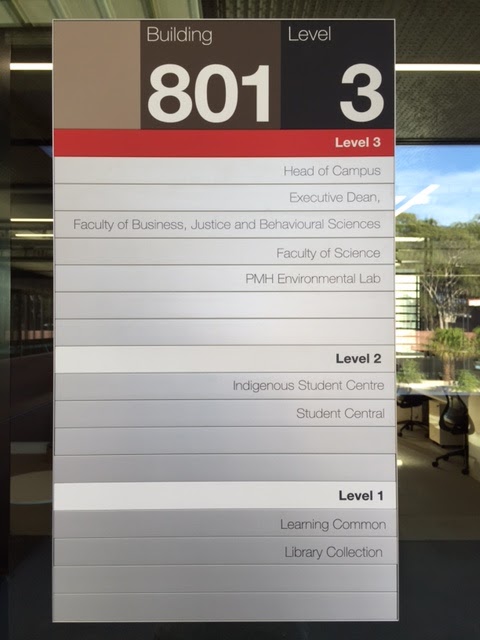 Building Level
801 3
Level 3
Head of Campus
Executive Dean,
Faculty of Business, Justice and Behavioural Sciences
Faculty of Science
PMH Environmental Lab
Level 2
Indigenous Student Centre
Student Central
Level 1
Learning Common
Library Collection